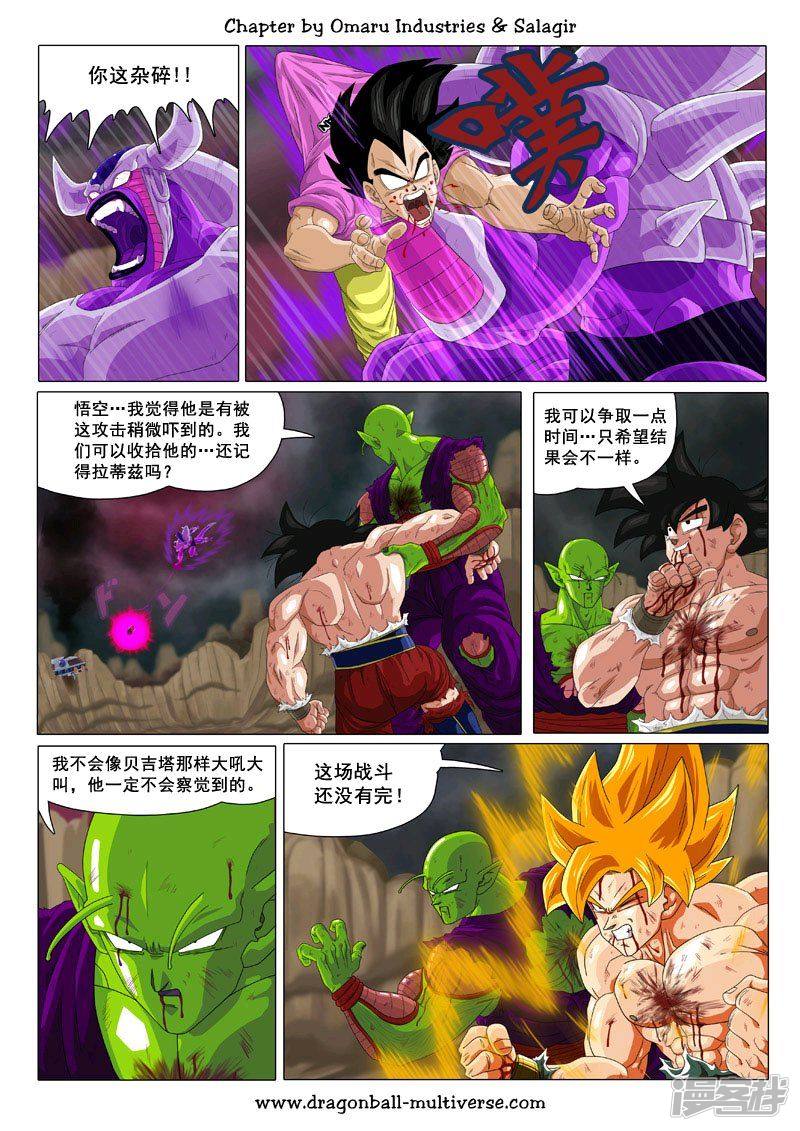 Chapter by Omaru Industries & Salagir
你这杂碎!!
噗
悟空…我觉得他是有被
这攻击稍微吓到的。我
们可以收拾他的…还记
得拉蒂兹吗？
ドン
我可以争取一点
时间…只希望结
果会不一样。
我不会像贝吉塔那样大吼大
叫，他一定不会察觉到的。
这场战斗
还没有完！
www.dragonball-multiverse.com
漫客栈